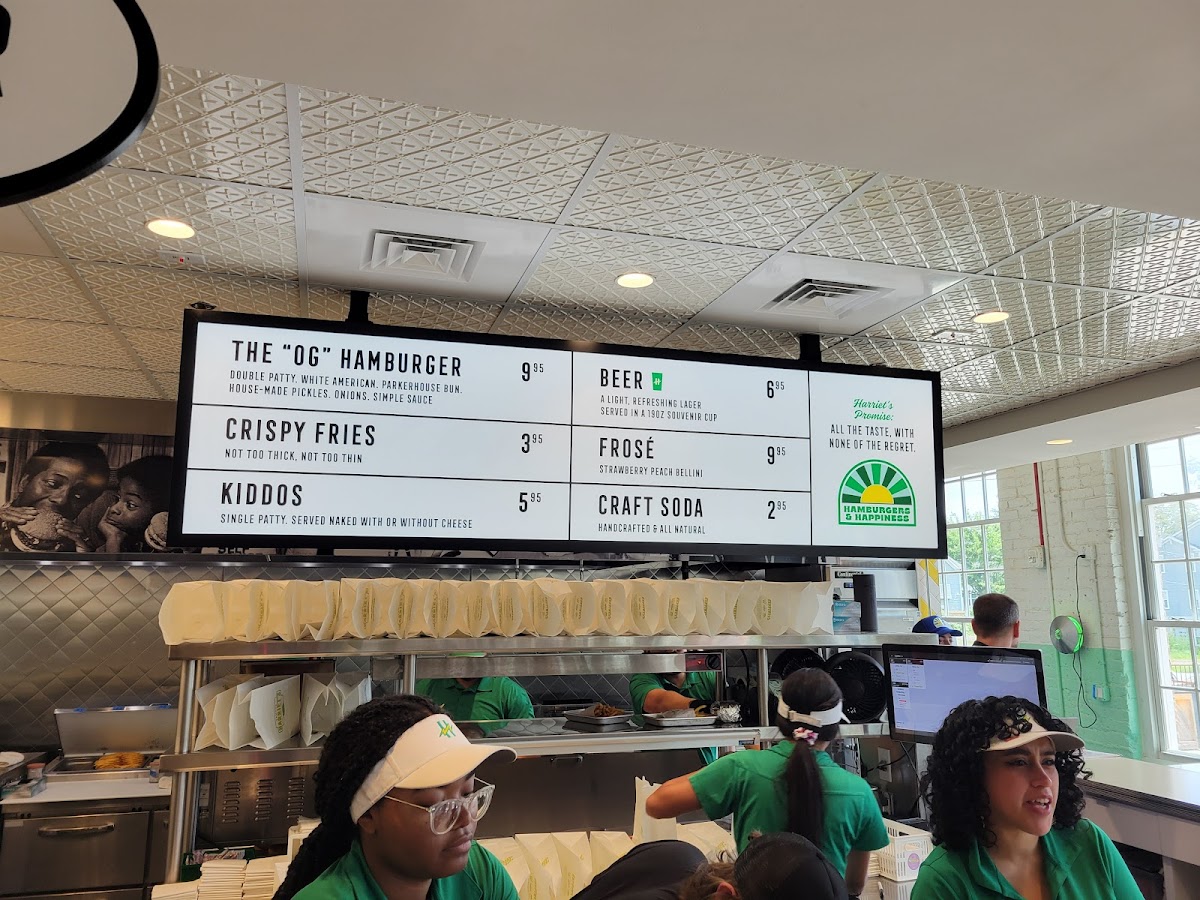 THE "OG" HAMBURGER 9.95
DOUBLE PATTY. WHITE AMERICAN. PARKERHOUSE BUN.
HOUSE-MADE PICKLES. ONIONS. SIMPLE SAUCE
CRISPY FRIES 3.95
NOT TOO THICK, NOT TOO THIN
KIDDOS 5.95
SINGLE PATTY. SERVED NAKED WITH OR WITHOUT CHEESE
BEER 6.95
A LIGHT, REFRESHING LAGER
SERVED IN A 19OZ SOUVENIR CUP
FROSÉ 9.95
STRAWBERRY PEACH BELLINI
CRAFT SODA 2.95
HANDCRAFTED & ALL NATURAL
Harriet's
Promise:
ALL THE TASTE, WITH
NONE OF THE REGRET.
HAMBURGERS
& HAPPINESS
SELF